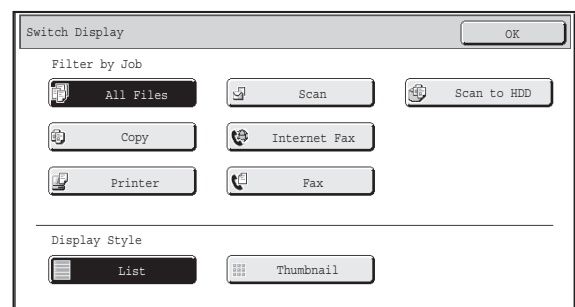 Switch Display OK
Filter by Job
All Files Scan Scan to HDD
Copy Internet Fax
Printer Fax
Display Style
List Thumbnail